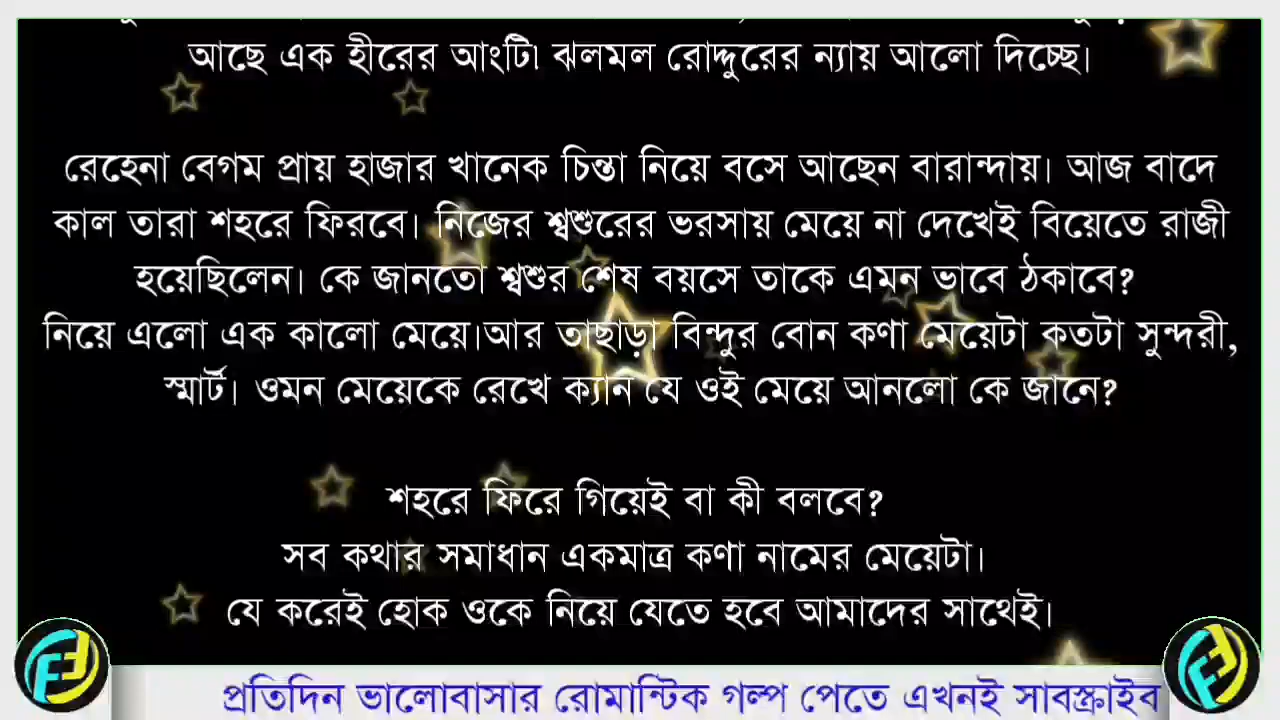 আছে এক হীরের আংটি৷ ঝলমল রোদ্দুরের ন্যায় আলো দিচ্ছে।
রেহেনা বেগম প্রায় হাজার খানেক চিন্তা নিয়ে বসে আছেন বারান্দায়। আজ বাদে
কাল তারা শহরে ফিরবে। নিজের শ্বশুরের ভরসায় মেয়ে না দেখেই বিয়েতে রাজী
হয়েছিলেন। কে জানতো শ্বশুর শেষ বয়সে তাকে এমন ভাবে ঠকাবে?
নিয়ে এলো এক কালো মেয়ে।আর তাছাড়া বিন্দুর বোন কণা মেয়েটা কতটা সুন্দরী,
স্মার্ট। ওমন মেয়েকে রেখে ক্যান যে ওই মেয়ে আনলো কে জানে?
শহরে ফিরে গিয়েই বা কী বলবে?
সব কথার সমাধান একমাত্র কণা নামের মেয়েটা।
যে করেই হোক ওকে নিয়ে যেতে হবে আমাদের সাথেই।
প্রতিদিন ভালোবাসার রোমান্টিক গল্প পেতে এখনই সাবস্ক্রাইব